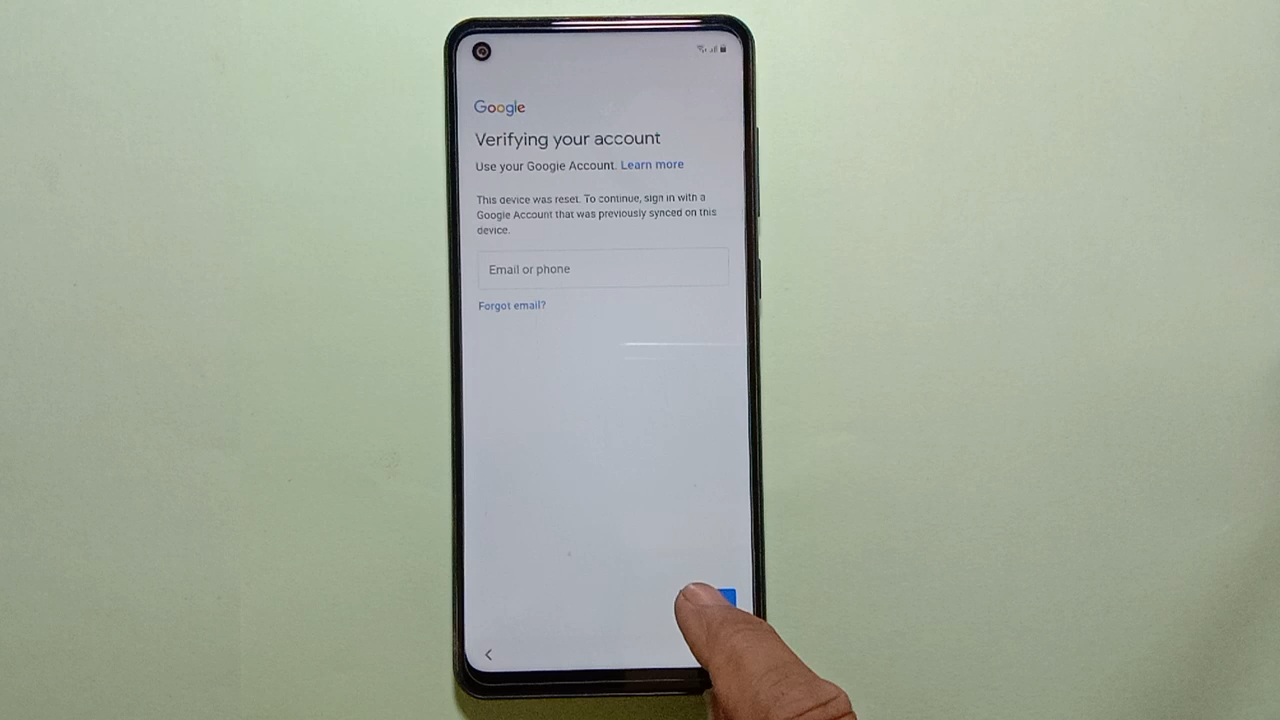 Google
Verifying your account
Use your Google Account. Learn more
This device was reset. To continue, sign in with a
Google Account that was previously synced on this
device.
Email or phone
Forgot email?